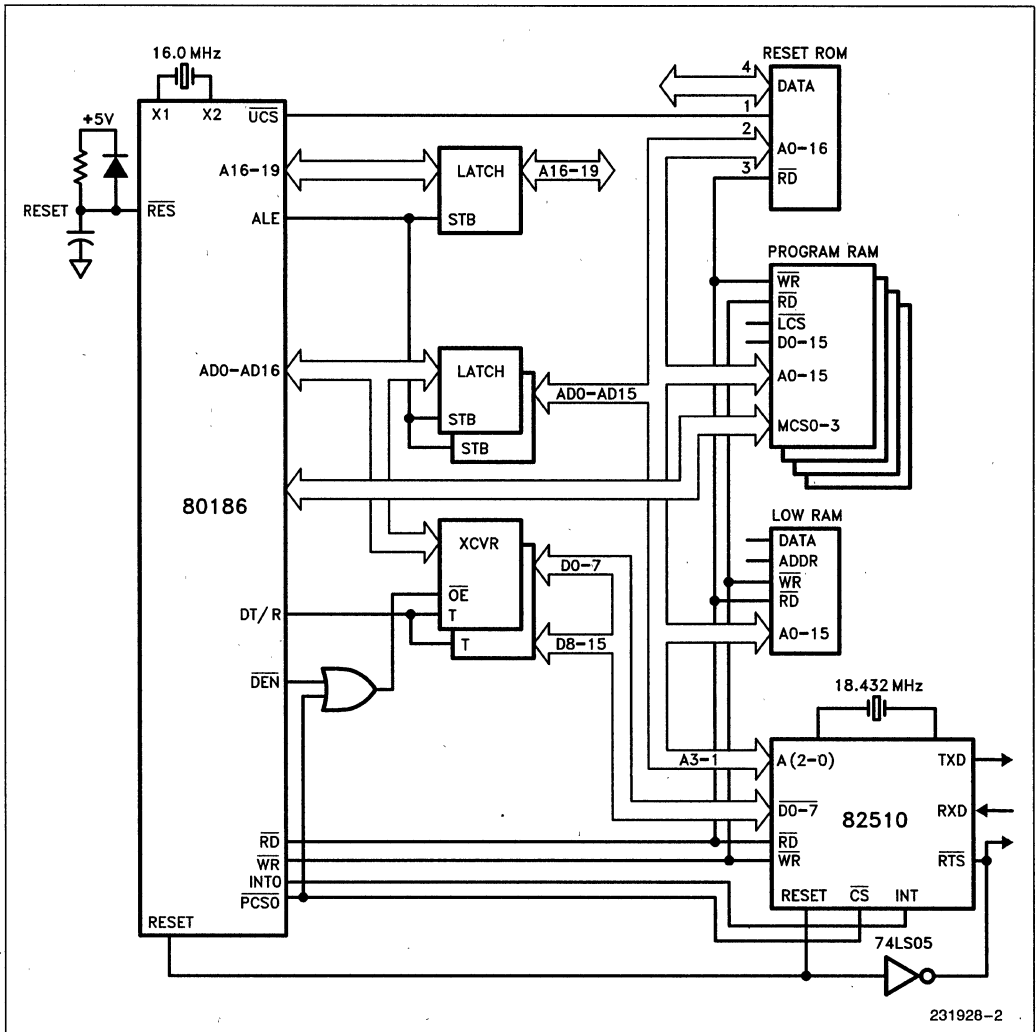 16.0 MHz
X1 X2
+5V
RESET
RES
UCS
A16-19
ALE
LATCH
STB
A16-19
RESET ROM
4
DATA
1
2
A0-16
3
RD
PROGRAM RAM
WR
RD
LCS
D0-15
A0-15
MCS0-3
AD0-AD16
LATCH
STB
STB
AD0-AD15
80186
XCVR
OE
T
T
D0-7
D8-15
DT/R
DEN
LOW RAM
DATA
ADDR
WR
RD
A0-15
18.432 MHz
A3-1
A(2-0)
TXD
D0-7
82510
RXD
RD
WR
RTS
RESET CS INT
RD
WR
INT0
PCS0
RESET
74LS05
231928-2